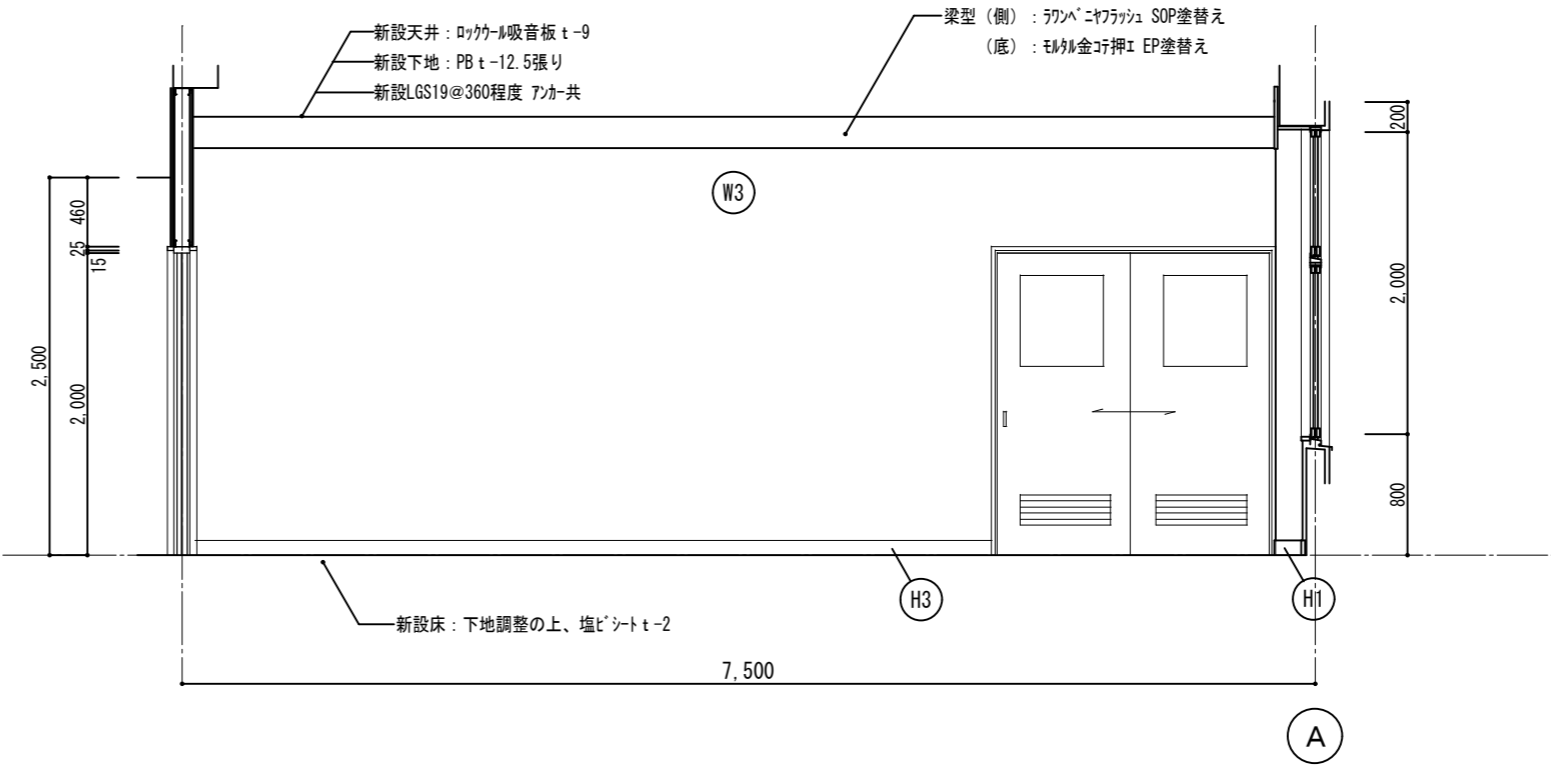 新設天井：ﾛｯｸｳｰﾙ吸音板ｔ-9
新設下地：PBｔ-12.5張り
新設LGS19@360程度 ｱﾝｶｰ共
梁型（側）：ﾗﾜﾝﾍﾞﾆﾔﾌﾗｯｼｭ SOP塗替え
（底）：ﾓﾙﾀﾙ金ｺﾃ押ｴ EP塗替え
W3
200
2,000
800
460
25
15
2,500
2,000
H3
H1
新設床：下地調整の上、塩ﾋﾞｼｰﾄｔ-2
7,500
A